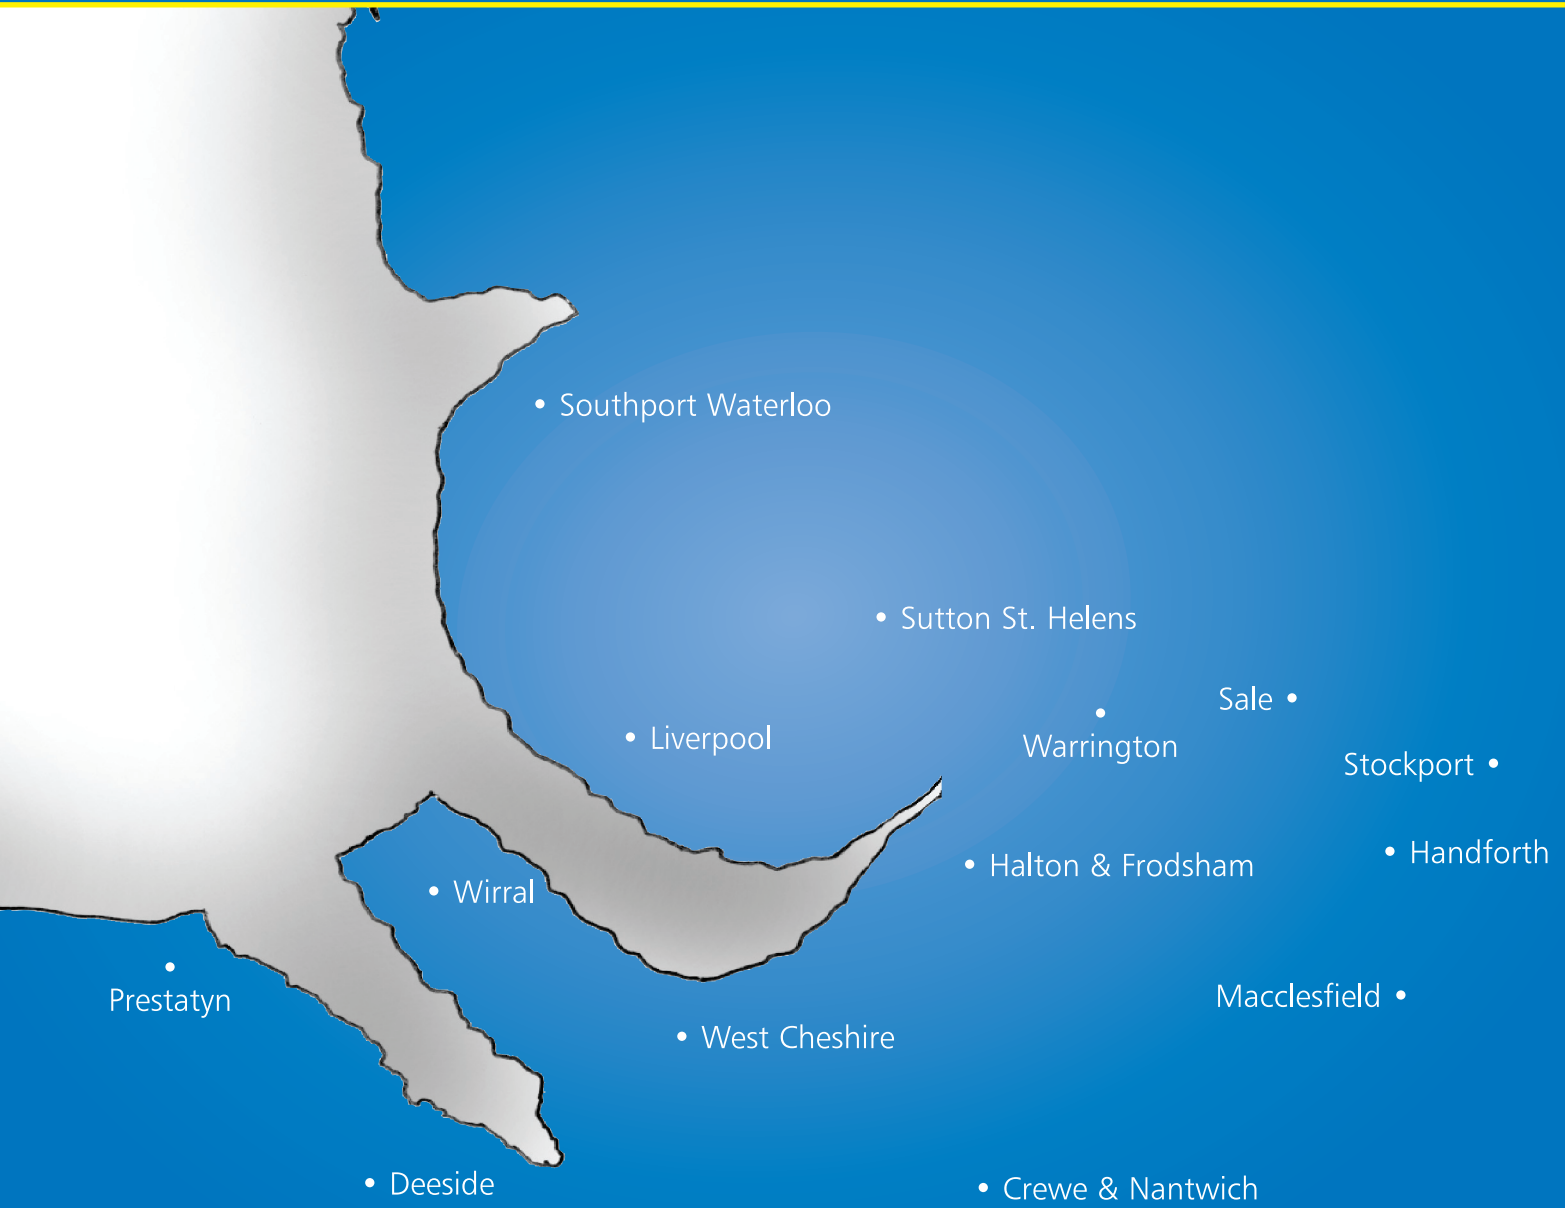 Southport Waterloo
Sutton St. Helens
Sale
Liverpool
Warrington
Stockport
Handforth
Halton & Frodsham
Wirral
Prestatyn
Macclesfield
West Cheshire
Deeside
Crewe & Nantwich